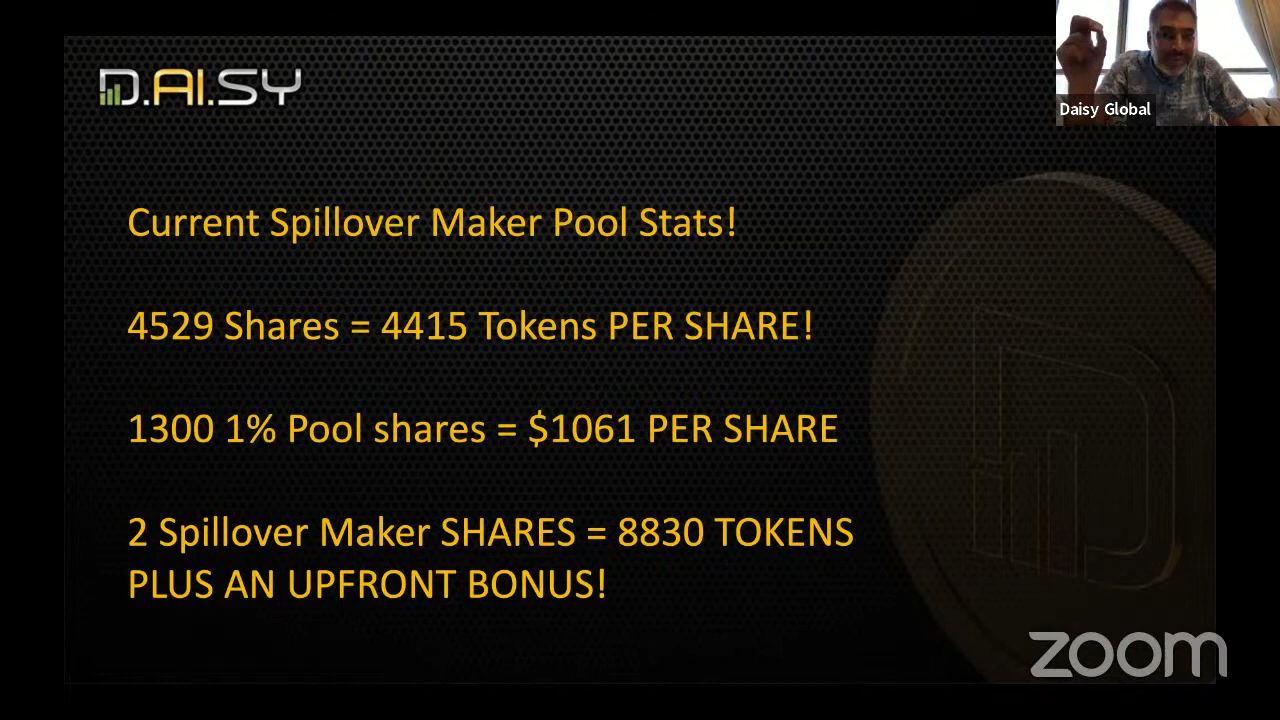 D.AI.SY
Daisy Global
Current Spillover Maker Pool Stats!
4529 Shares = 4415 Tokens PER SHARE!
1300 1% Pool shares = $1061 PER SHARE
2 Spillover Maker SHARES = 8830 TOKENS
PLUS AN UPFRONT BONUS!
zoom